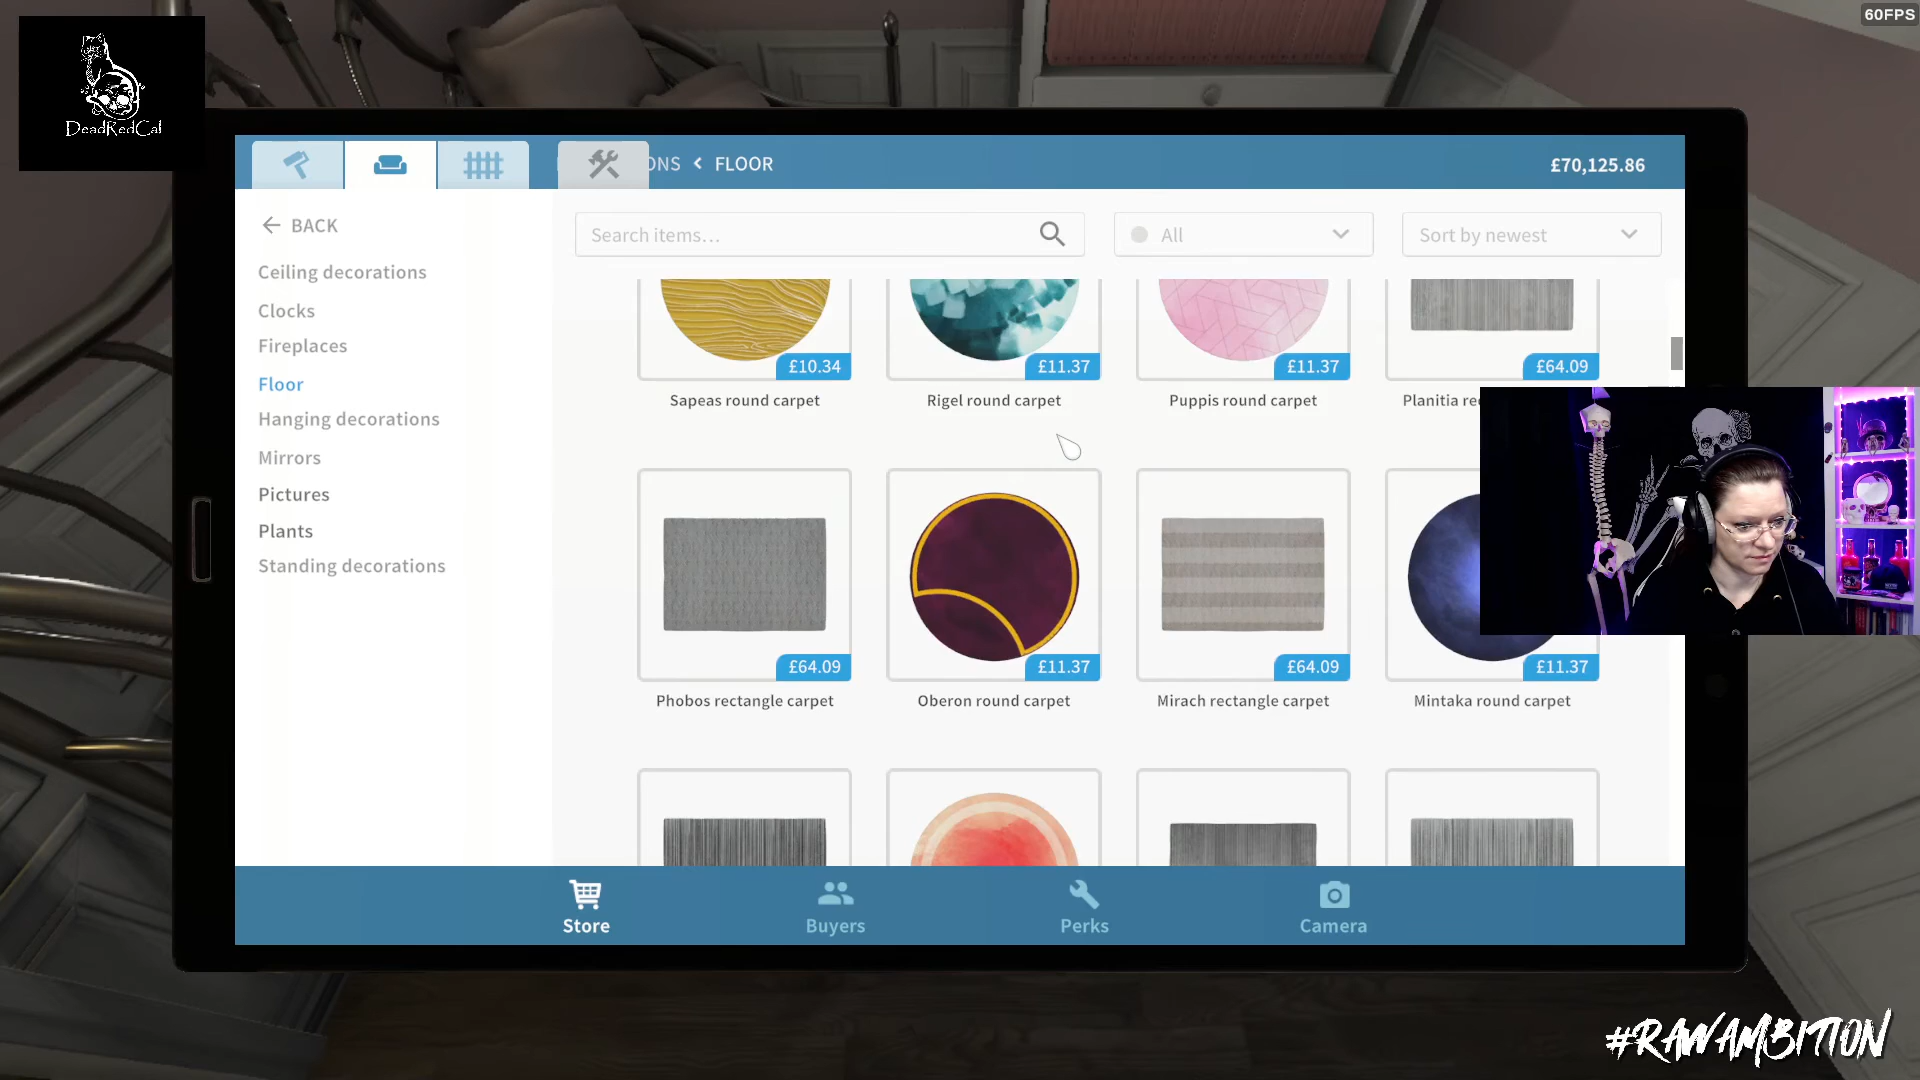 60FPS
DeadRedCal
ONS < FLOOR
£70,125.86
BACK
Search items...
All
Sort by newest
Ceiling decorations
Clocks
Fireplaces
Floor
Hanging decorations
Mirrors
Pictures
Plants
Standing decorations
£10.34
£11.37
£11.37
£64.09
Sapeas round carpet
Rigel round carpet
Puppis round carpet
Planitia
£64.09
£11.37
£64.09
£11.37
Phobos rectangle carpet
Oberon round carpet
Mirach rectangle carpet
Mintaka round carpet
Store
Buyers
Perks
Camera
#RAWAMBITION